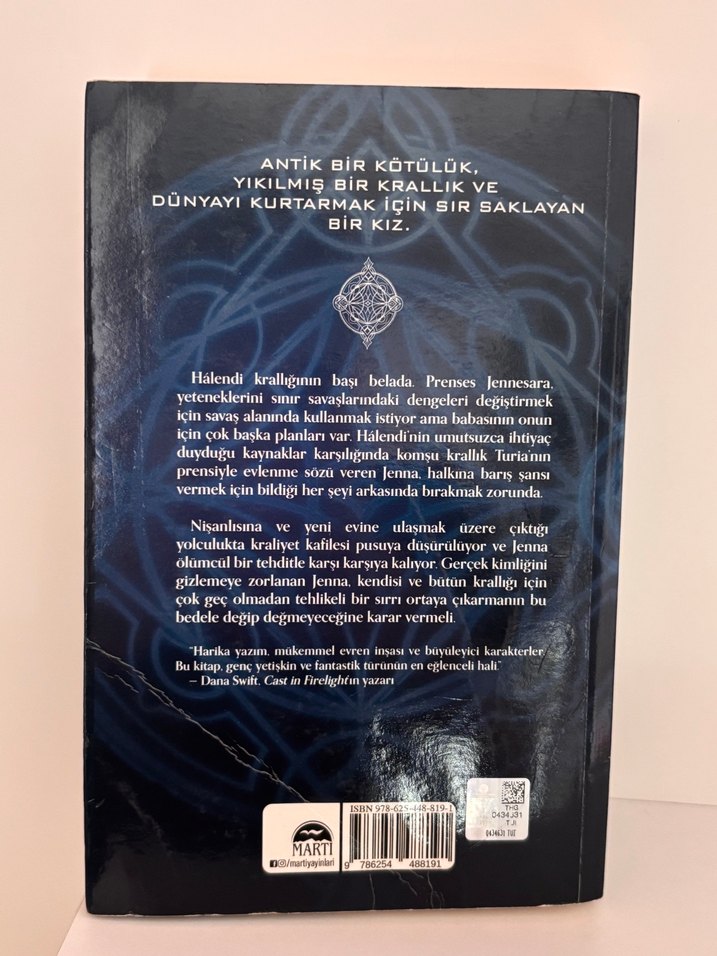 ANTİK BİR KÖTÜLÜK,
YIKILMIŞ BİR KRALLIK VE
DÜNYAYI KURTARMAK İÇİN SIR SAKLAYAN
BİR KIZ.
Hálendi krallığının başı belada. Prenses Jennesara,
yeteneklerini sınır savaşlarındaki dengeleri değiştirmek
için savaş alanında kullanmak istiyor ama babasının onun
için çok başka planları var. Hálendi'nin umutsuzca ihtiyaç
duyduğu kaynaklar karşılığında komşu krallık Turia'nın
prensiyle evlenme sözü veren Jenna, halkına barış şansı
vermek için bildiği her şeyi arkasında bırakmak zorunda.
Nişanlısına ve yeni evine ulaşmak üzere çıktığı
yolculukta kraliyet kafilesi pusuya düşürülüyor ve Jenna
ölümcül bir tehditle karşı karşıya kalıyor. Gerçek kimliğini
gizlemeye zorlanan Jenna, kendisi ve bütün krallığı için
çok geç olmadan tehlikeli bir sırrı ortaya çıkarmanın bu
bedele değip değmeyeceğine karar vermeli.
"Harika yazım, mükemmel evren inşası ve büyüleyici karakterler.
Bu kitap, genç yetişkin ve fantastik türünün en eğlenceli hali."
– Dana Swift, Cast in Firelight'ın yazarı
MARTI
/martiyayinlari
ISBN 978-625-448-819-1
9 786254 488191
THG
0434J31
TJI
0434631 TUT